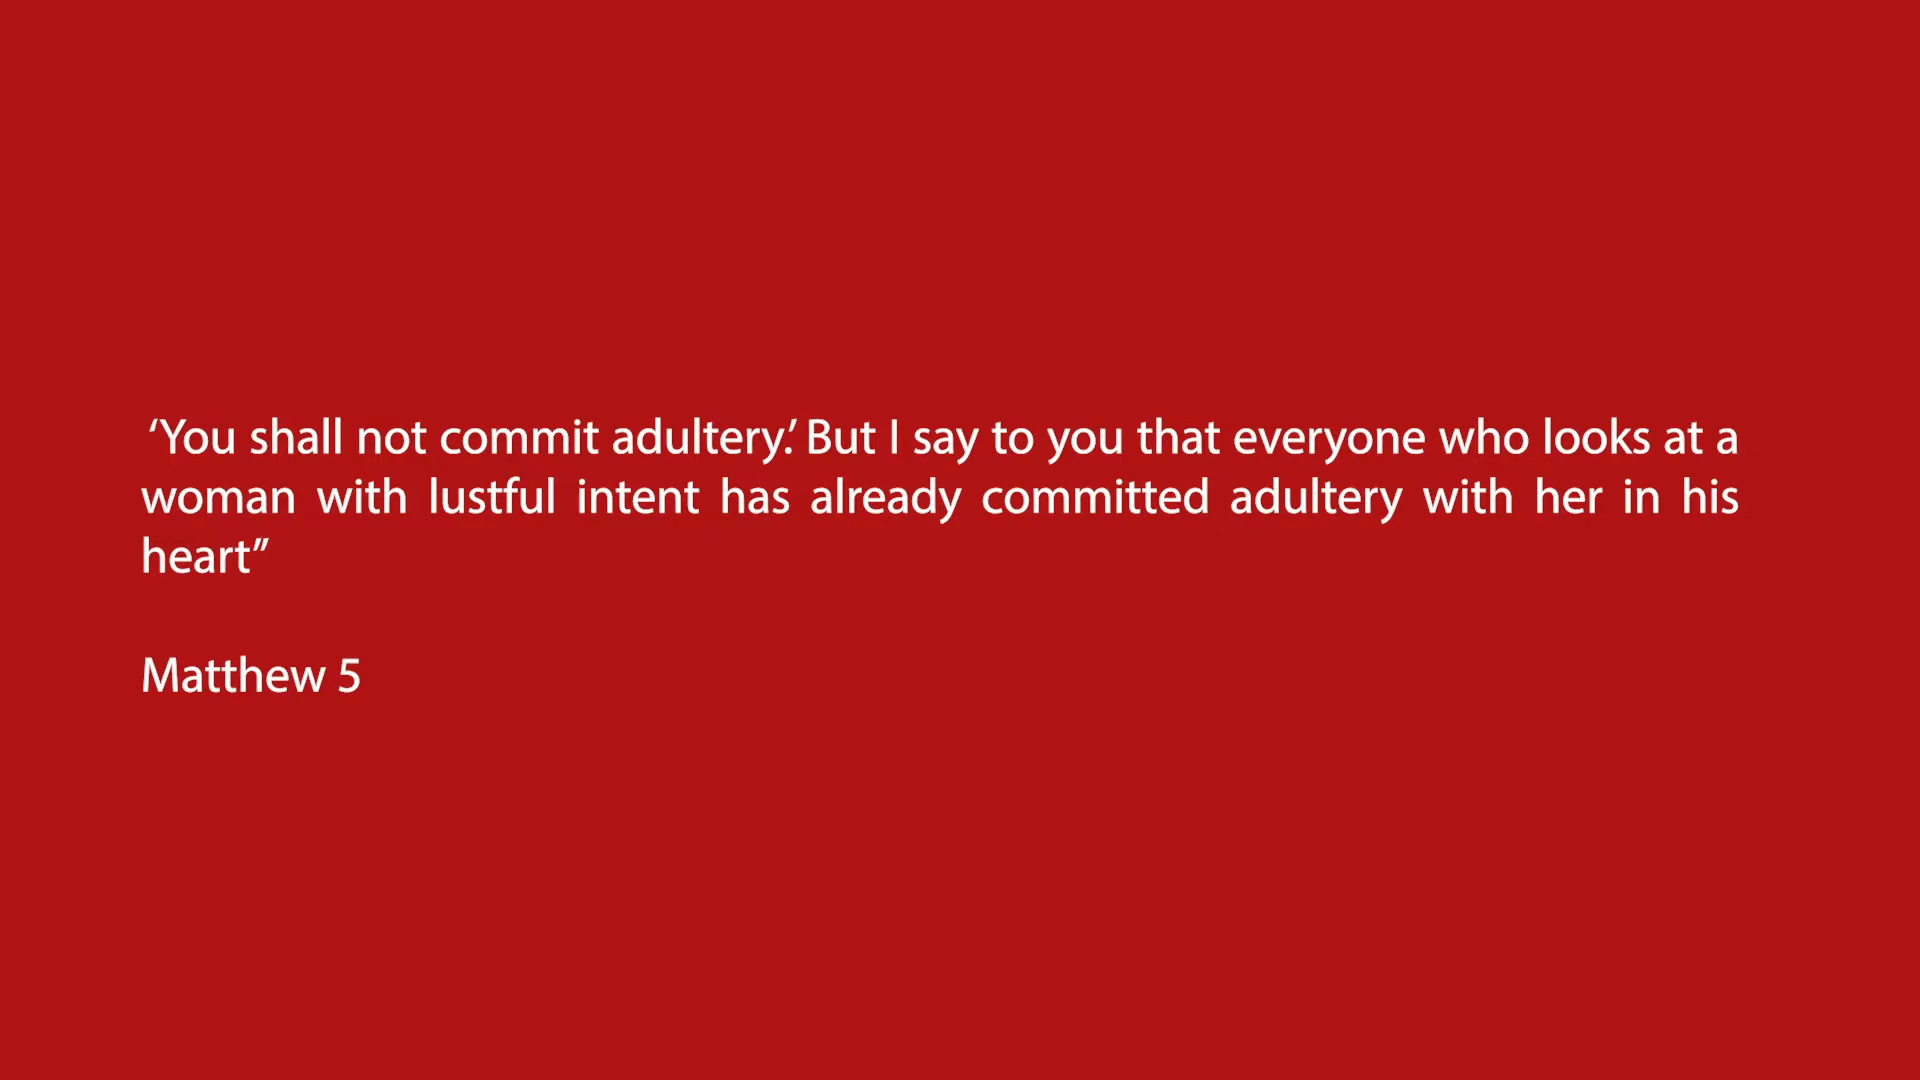 ‘You shall not commit adultery.’ But I say to you that everyone who looks at a
woman with lustful intent has already committed adultery with her in his
heart”
Matthew 5